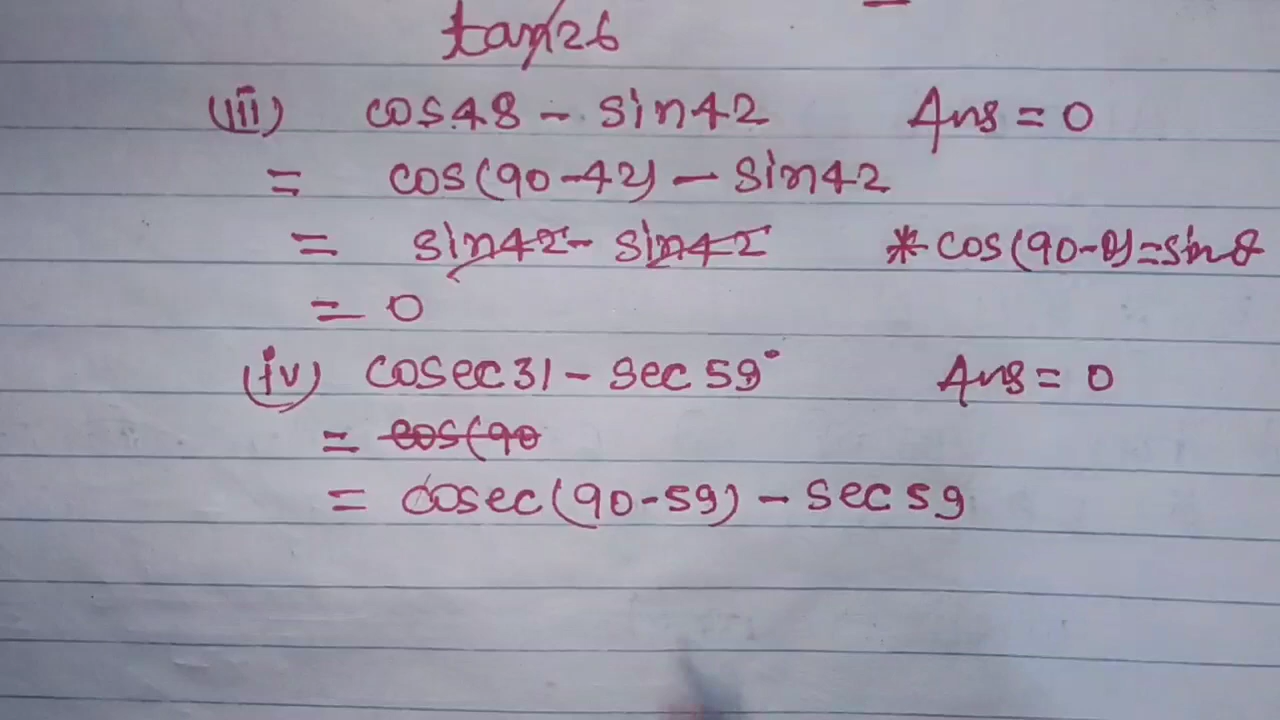 tan26
(iii) cos48 - sin42 Ans = 0
= cos(90-42) - sin42
= sin42 - sin42 * cos(90-θ)=sinθ
= 0
(iv) cosec31 - sec59° Ans = 0
= cos(90
= cosec(90-59) - sec59